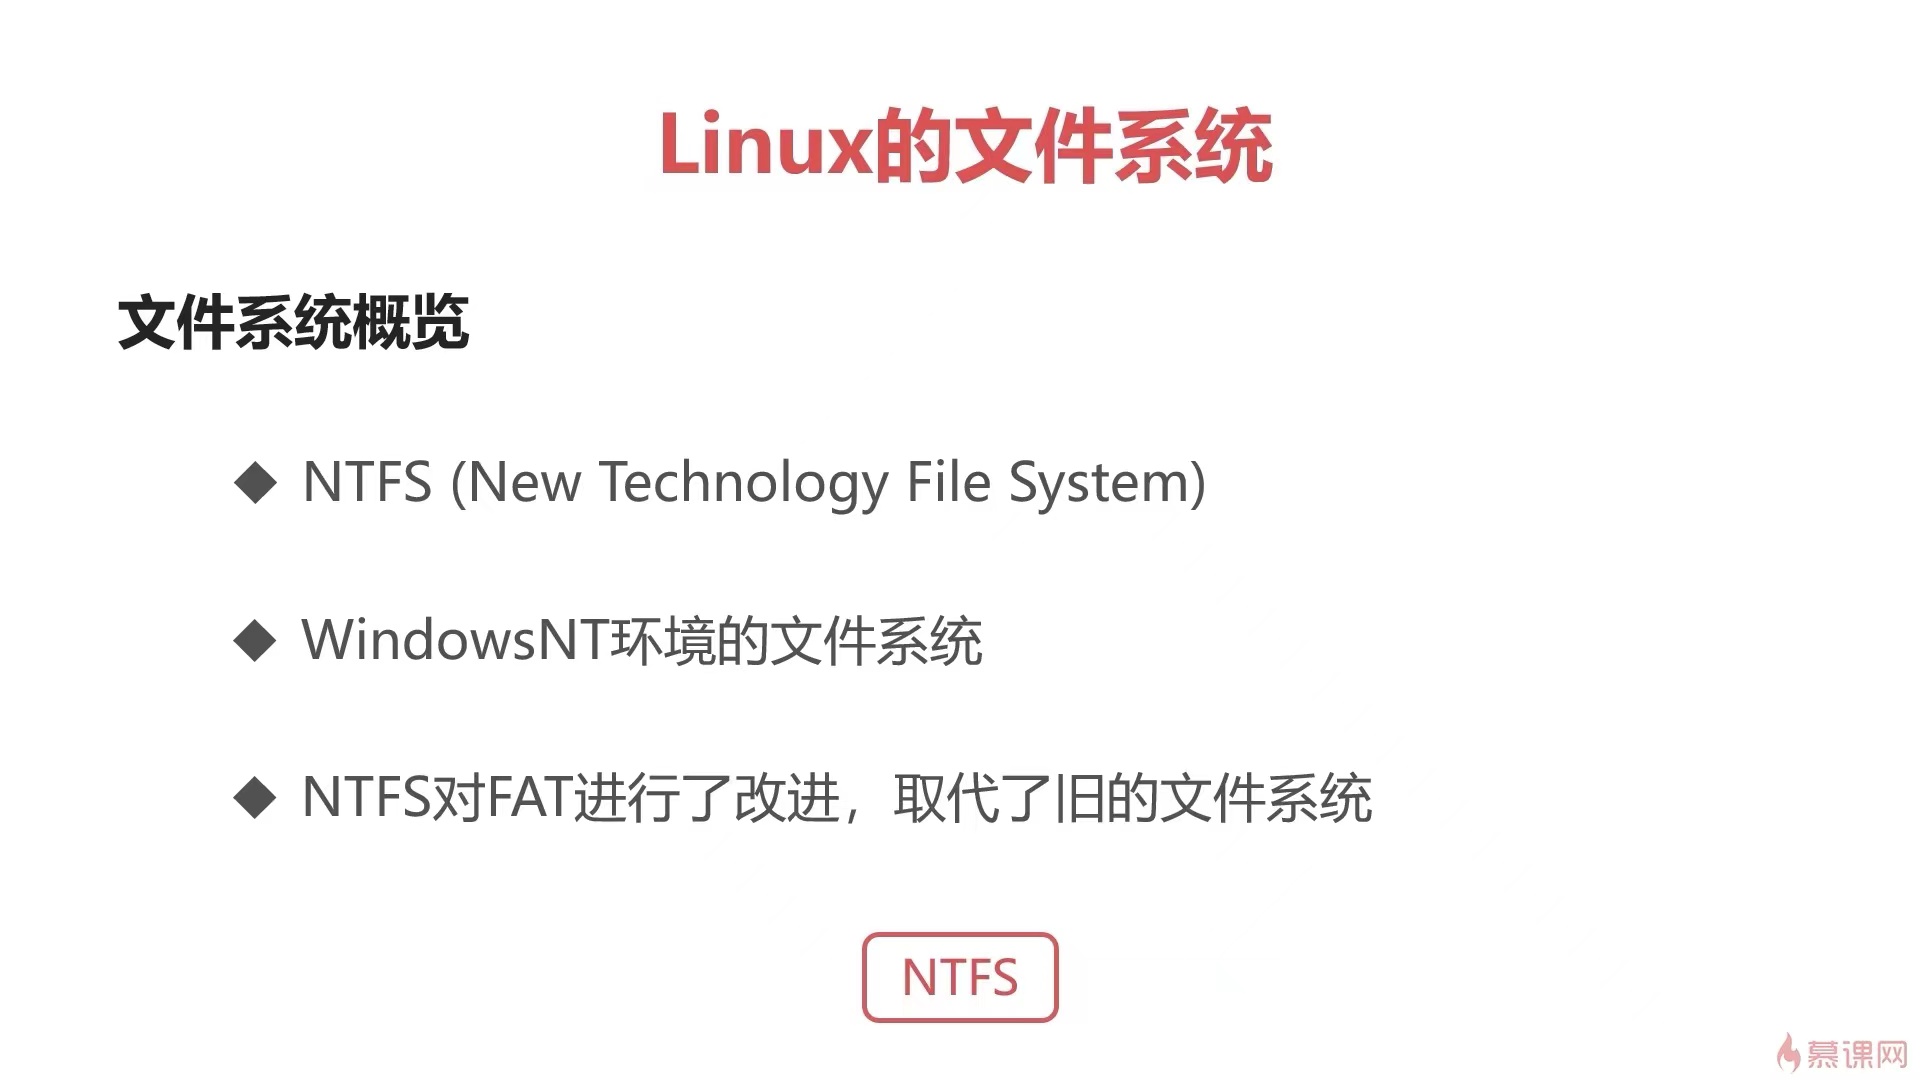 Linux的文件系统
文件系统概览
◆ NTFS (New Technology File System)
◆ WindowsNT环境的文件系统
◆ NTFS对FAT进行了改进，取代了旧的文件系统
NTFS
慕课网